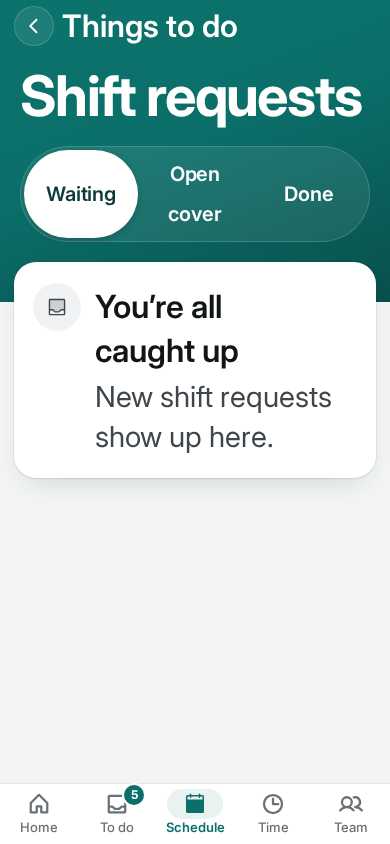 Things to do
Shift requests
Waiting
Open
cover
Done
You’re all
caught up
New shift requests
show up here.
5
Home
To do
Schedule
Time
Team